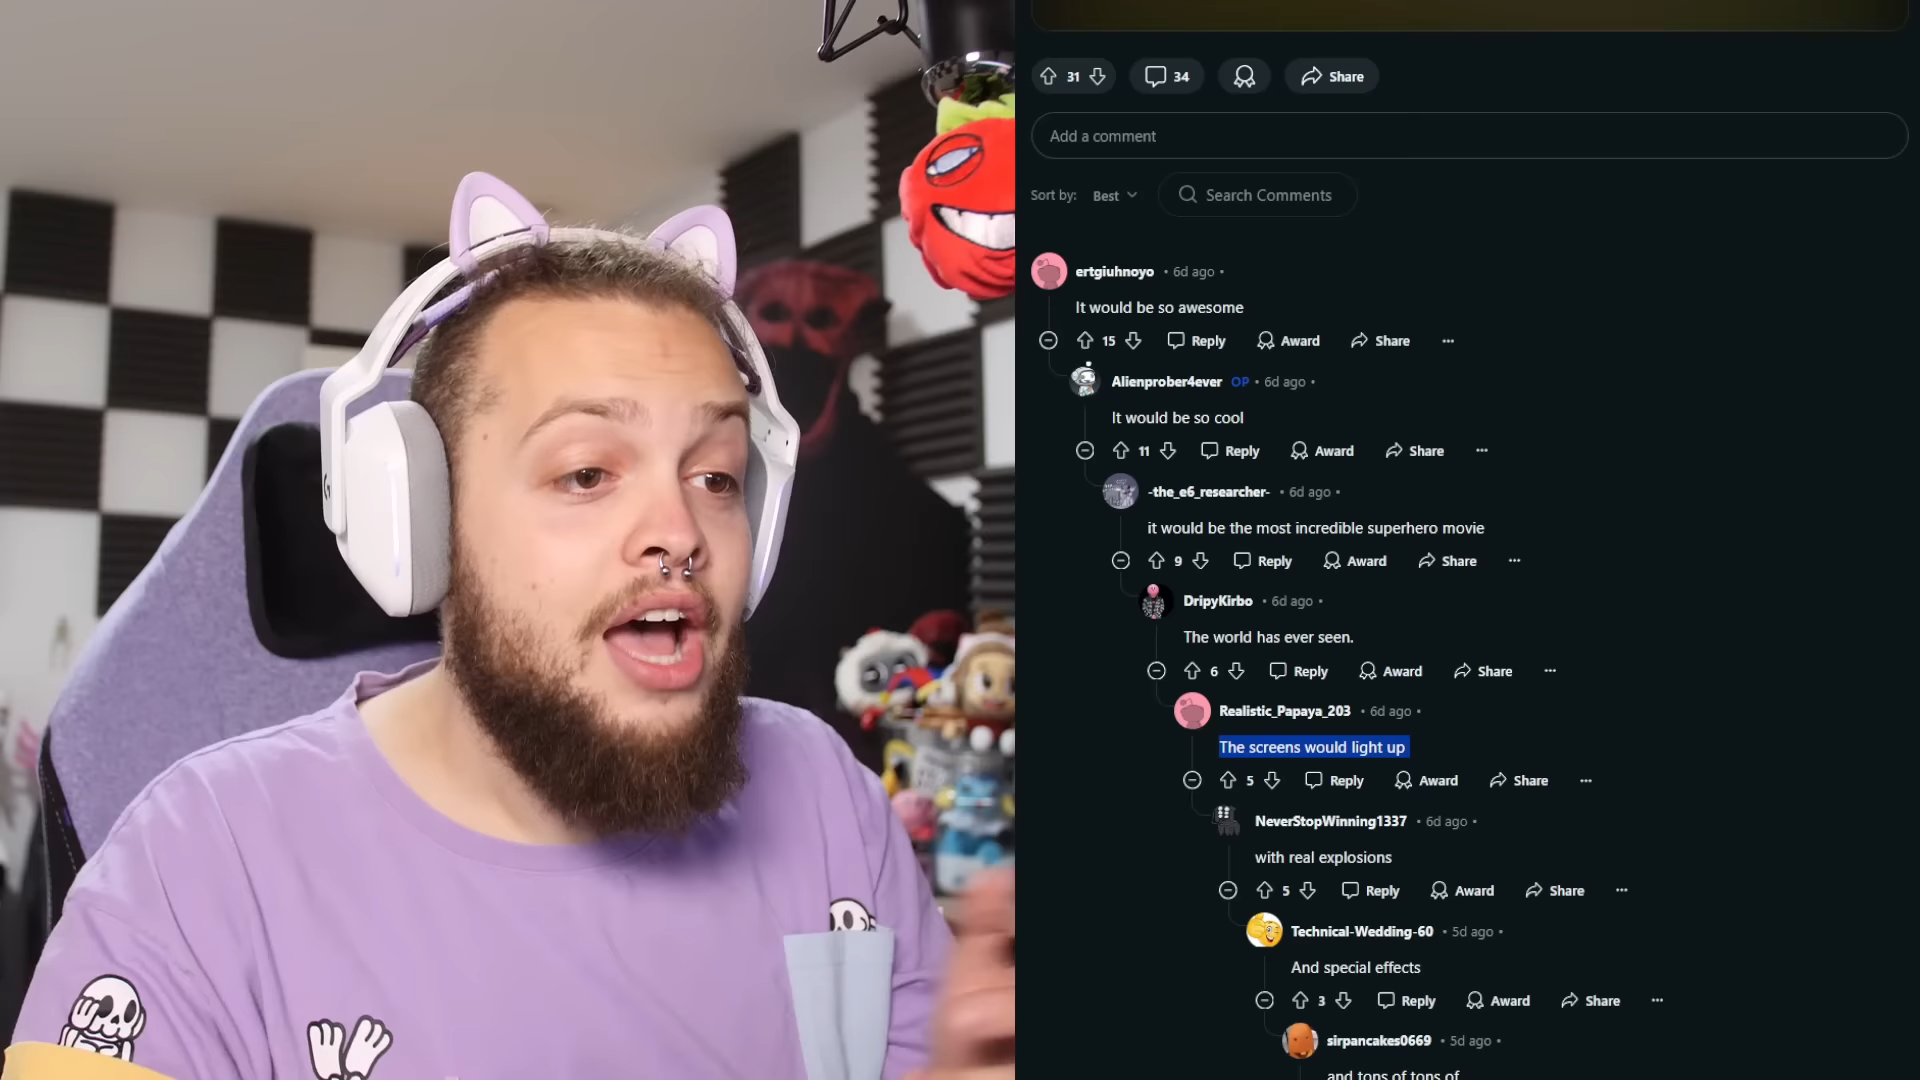 31
34
Share
Add a comment
Sort by: Best
Search Comments
ertgiuhnoyo • 6d ago •
It would be so awesome
15 Reply Award Share ...
Alienprober4ever OP • 6d ago •
It would be so cool
11 Reply Award Share ...
-the_e6_researcher- • 6d ago •
it would be the most incredible superhero movie
9 Reply Award Share ...
DripyKirbo • 6d ago •
The world has ever seen.
6 Reply Award Share ...
Realistic_Papaya_203 • 6d ago •
The screens would light up
5 Reply Award Share ...
NeverStopWinning1337 • 6d ago •
with real explosions
5 Reply Award Share ...
Technical-Wedding-60 • 5d ago •
And special effects
3 Reply Award Share ...
sirpancakes0669 • 5d ago •
and tons of tons of